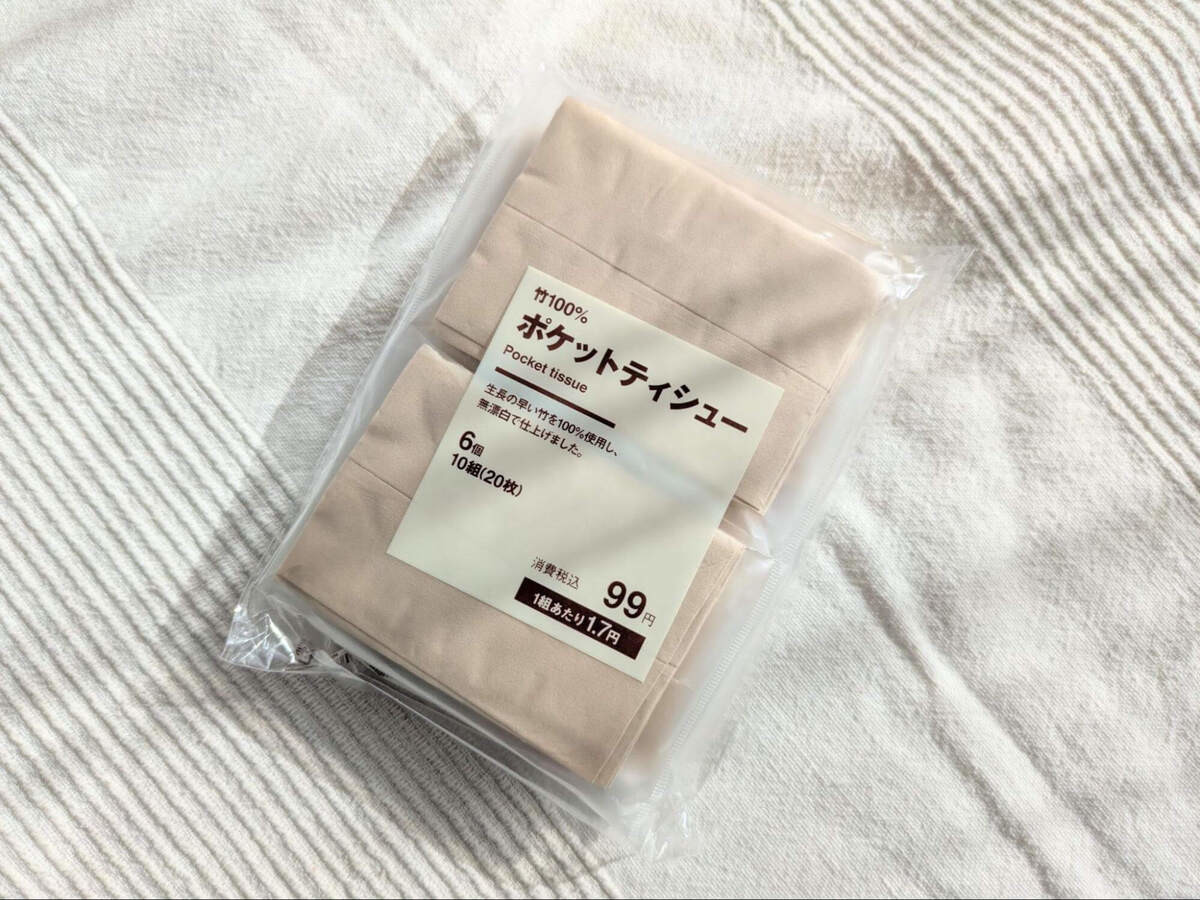 竹100%
ポケットティシュー
Pocket tissue
生長の早い竹を100%使用し、
無漂白で仕上げました。
6個
10組(20枚)
消費税込 99円
1組あたり1.7円